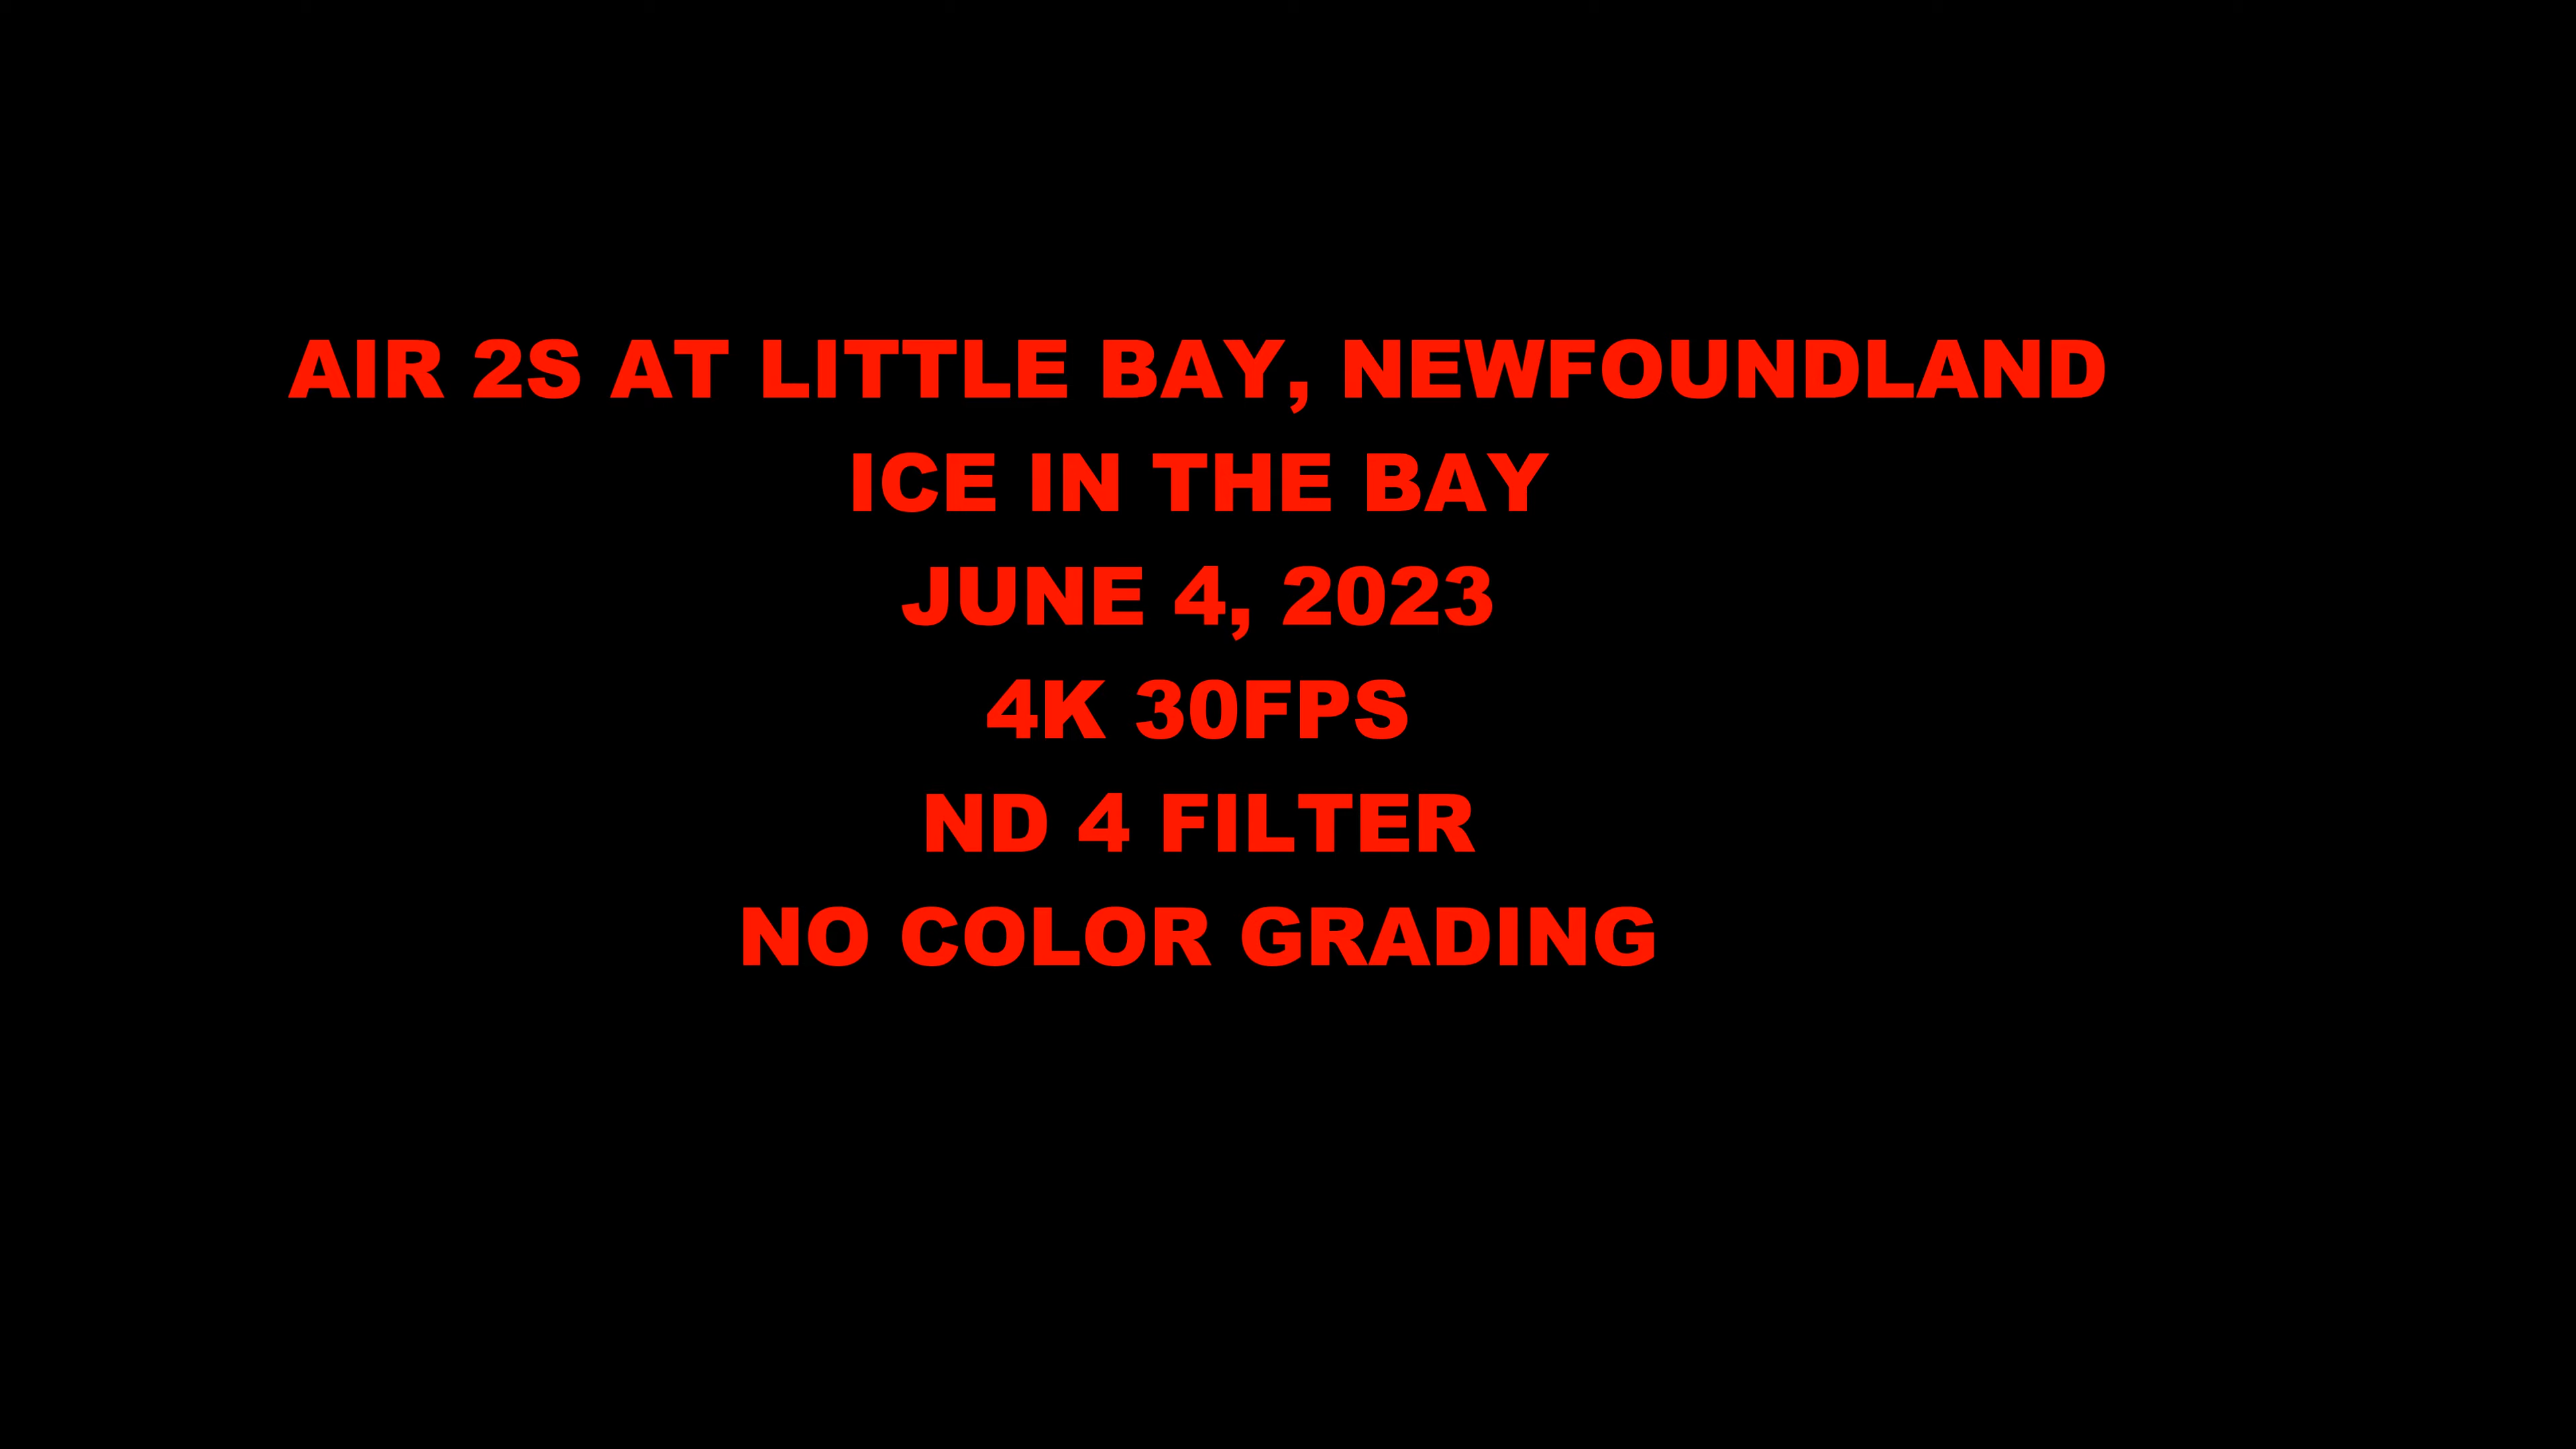 AIR 2S AT LITTLE BAY, NEWFOUNDLAND
ICE IN THE BAY
JUNE 4, 2023
4K 30FPS
ND 4 FILTER
NO COLOR GRADING